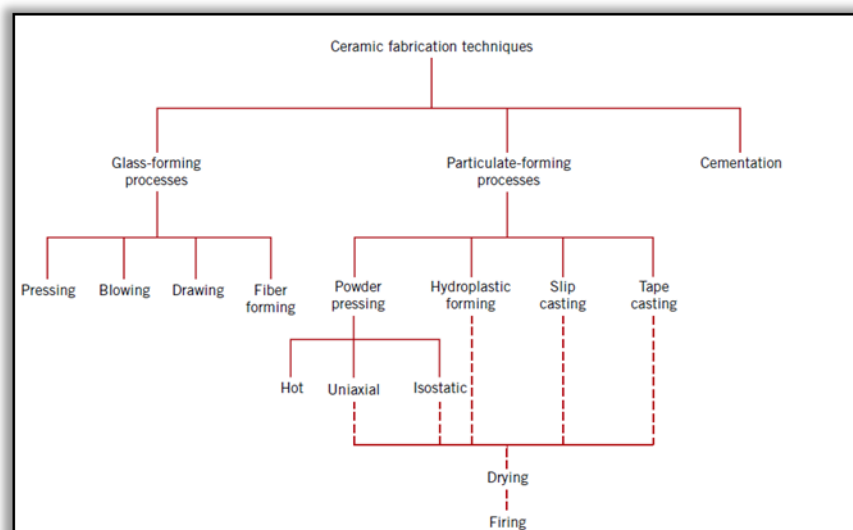 Ceramic fabrication techniques
Glass-forming
processes
Particulate-forming
processes
Cementation
Pressing
Blowing
Drawing
Fiber
forming
Powder
pressing
Hydroplastic
forming
Slip
casting
Tape
casting
Hot
Uniaxial
Isostatic
Drying
Firing